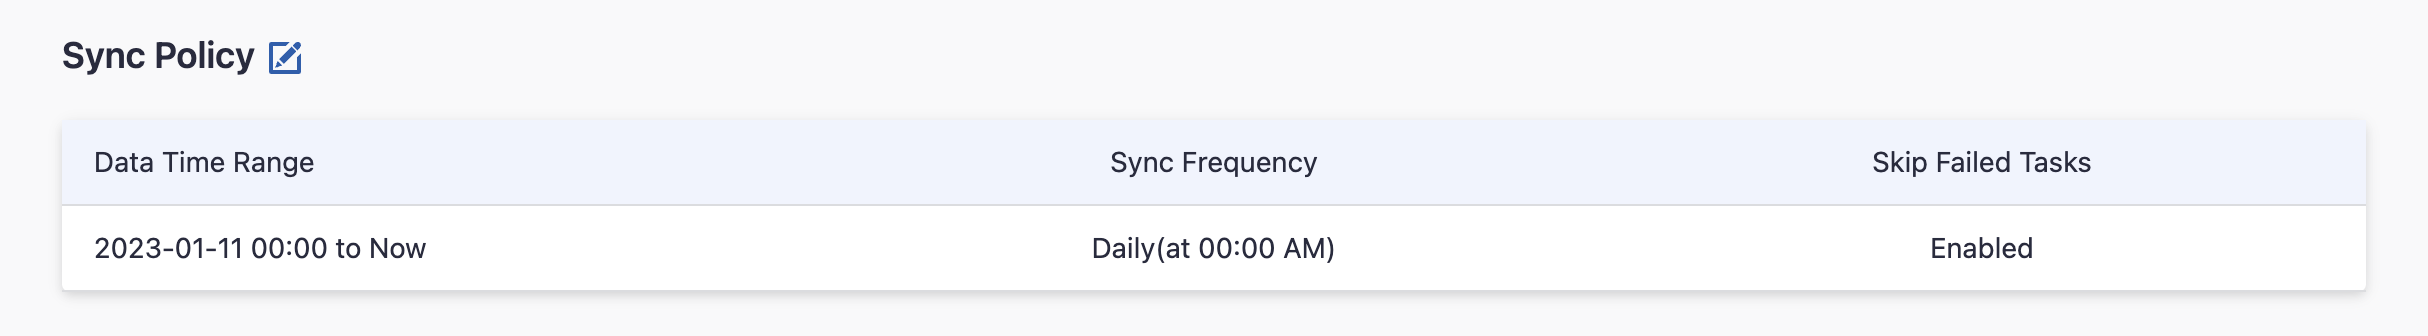 Sync Policy
Data Time Range Sync Frequency Skip Failed Tasks
2023-01-11 00:00 to Now Daily(at 00:00 AM) Enabled